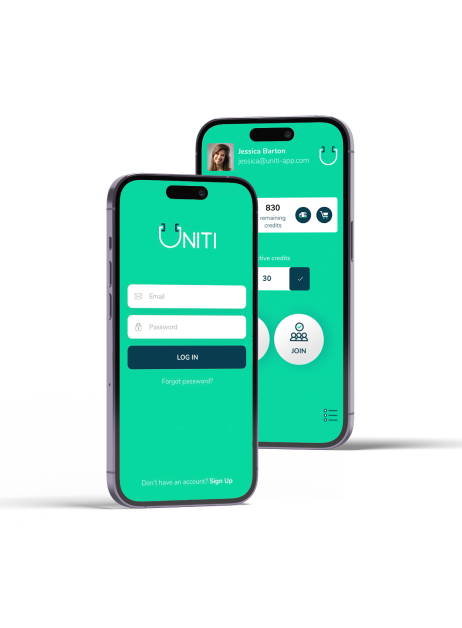 Jessica Barton
jessica@uniti-app.com
830
remaining
credits
ctive credits
30
JOIN
UNITI
Email
Password
LOG IN
Forgot password?
Don't have an account? Sign Up